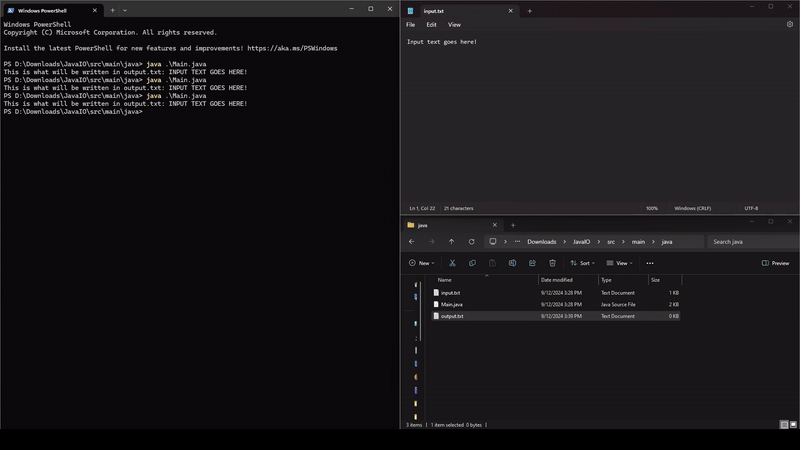 Windows PowerShell
Windows PowerShell
Copyright (C) Microsoft Corporation. All rights reserved.
Install the latest PowerShell for new features and improvements! https://aka.ms/PSWindows
PS D:\Downloads\JavaIO\src\main\java> java .\Main.java
This is what will be written in output.txt: INPUT TEXT GOES HERE!
PS D:\Downloads\JavaIO\src\main\java> java .\Main.java
This is what will be written in output.txt: INPUT TEXT GOES HERE!
PS D:\Downloads\JavaIO\src\main\java> java .\Main.java
This is what will be written in output.txt: INPUT TEXT GOES HERE!
PS D:\Downloads\JavaIO\src\main\java>
input.txt
File Edit View
Input text goes here!
Ln 1, Col 22 21 characters 100% Windows (CRLF) UTF-8
java
Downloads > JavaIO > src > main > java > Search java
New Sort View Preview
Name Date modified Type Size
input.txt 9/12/2024 3:28 PM Text Document 1 KB
Main.java 9/12/2024 3:28 PM Java Source File 2 KB
output.txt 9/12/2024 3:39 PM Text Document 0 KB
3 items 1 item selected 0 bytes